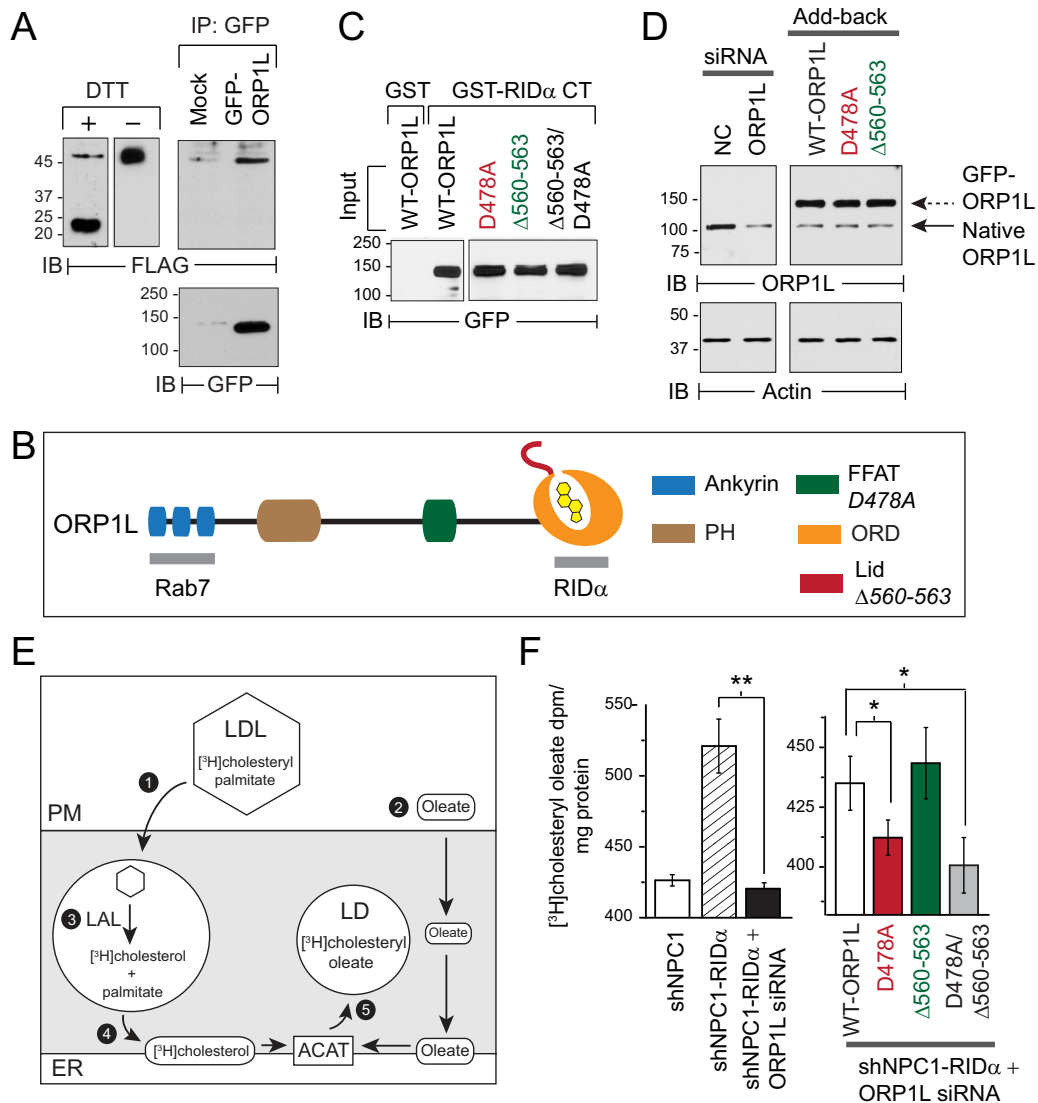 A
IP: GFP
DTT
+
−
Mock
GFP-
ORP1L
45
37
25
20
IB
FLAG
250
150
100
IB
GFP
C
GST
GST-RIDα CT
Input
WT-ORP1L
WT-ORP1L
D478A
Δ560-563
Δ560-563/
D478A
250
150
100
IB
GFP
D
Add-back
siRNA
NC
ORP1L
WT-ORP1L
D478A
Δ560-563
150
100
75
GFP-
ORP1L
Native
ORP1L
IB
ORP1L
50
37
IB
Actin
B
ORP1L
Rab7
RIDα
Ankyrin
PH
FFAT
D478A
ORD
Lid
Δ560-563
E
LDL
[³H]cholesteryl
palmitate
1
2
Oleate
PM
3
LAL
[³H]cholesterol
+
palmitate
LD
[³H]cholesteryl
oleate
Oleate
4
5
[³H]cholesterol
ACAT
Oleate
ER
F
[³H]cholesteryl oleate dpm/
mg protein
550
500
450
400
**
shNPC1
shNPC1-RIDα
shNPC1-RIDα +
ORP1L siRNA
450
425
400
*
*
WT-ORP1L
D478A
Δ560-563
D478A/
Δ560-563
shNPC1-RIDα +
ORP1L siRNA